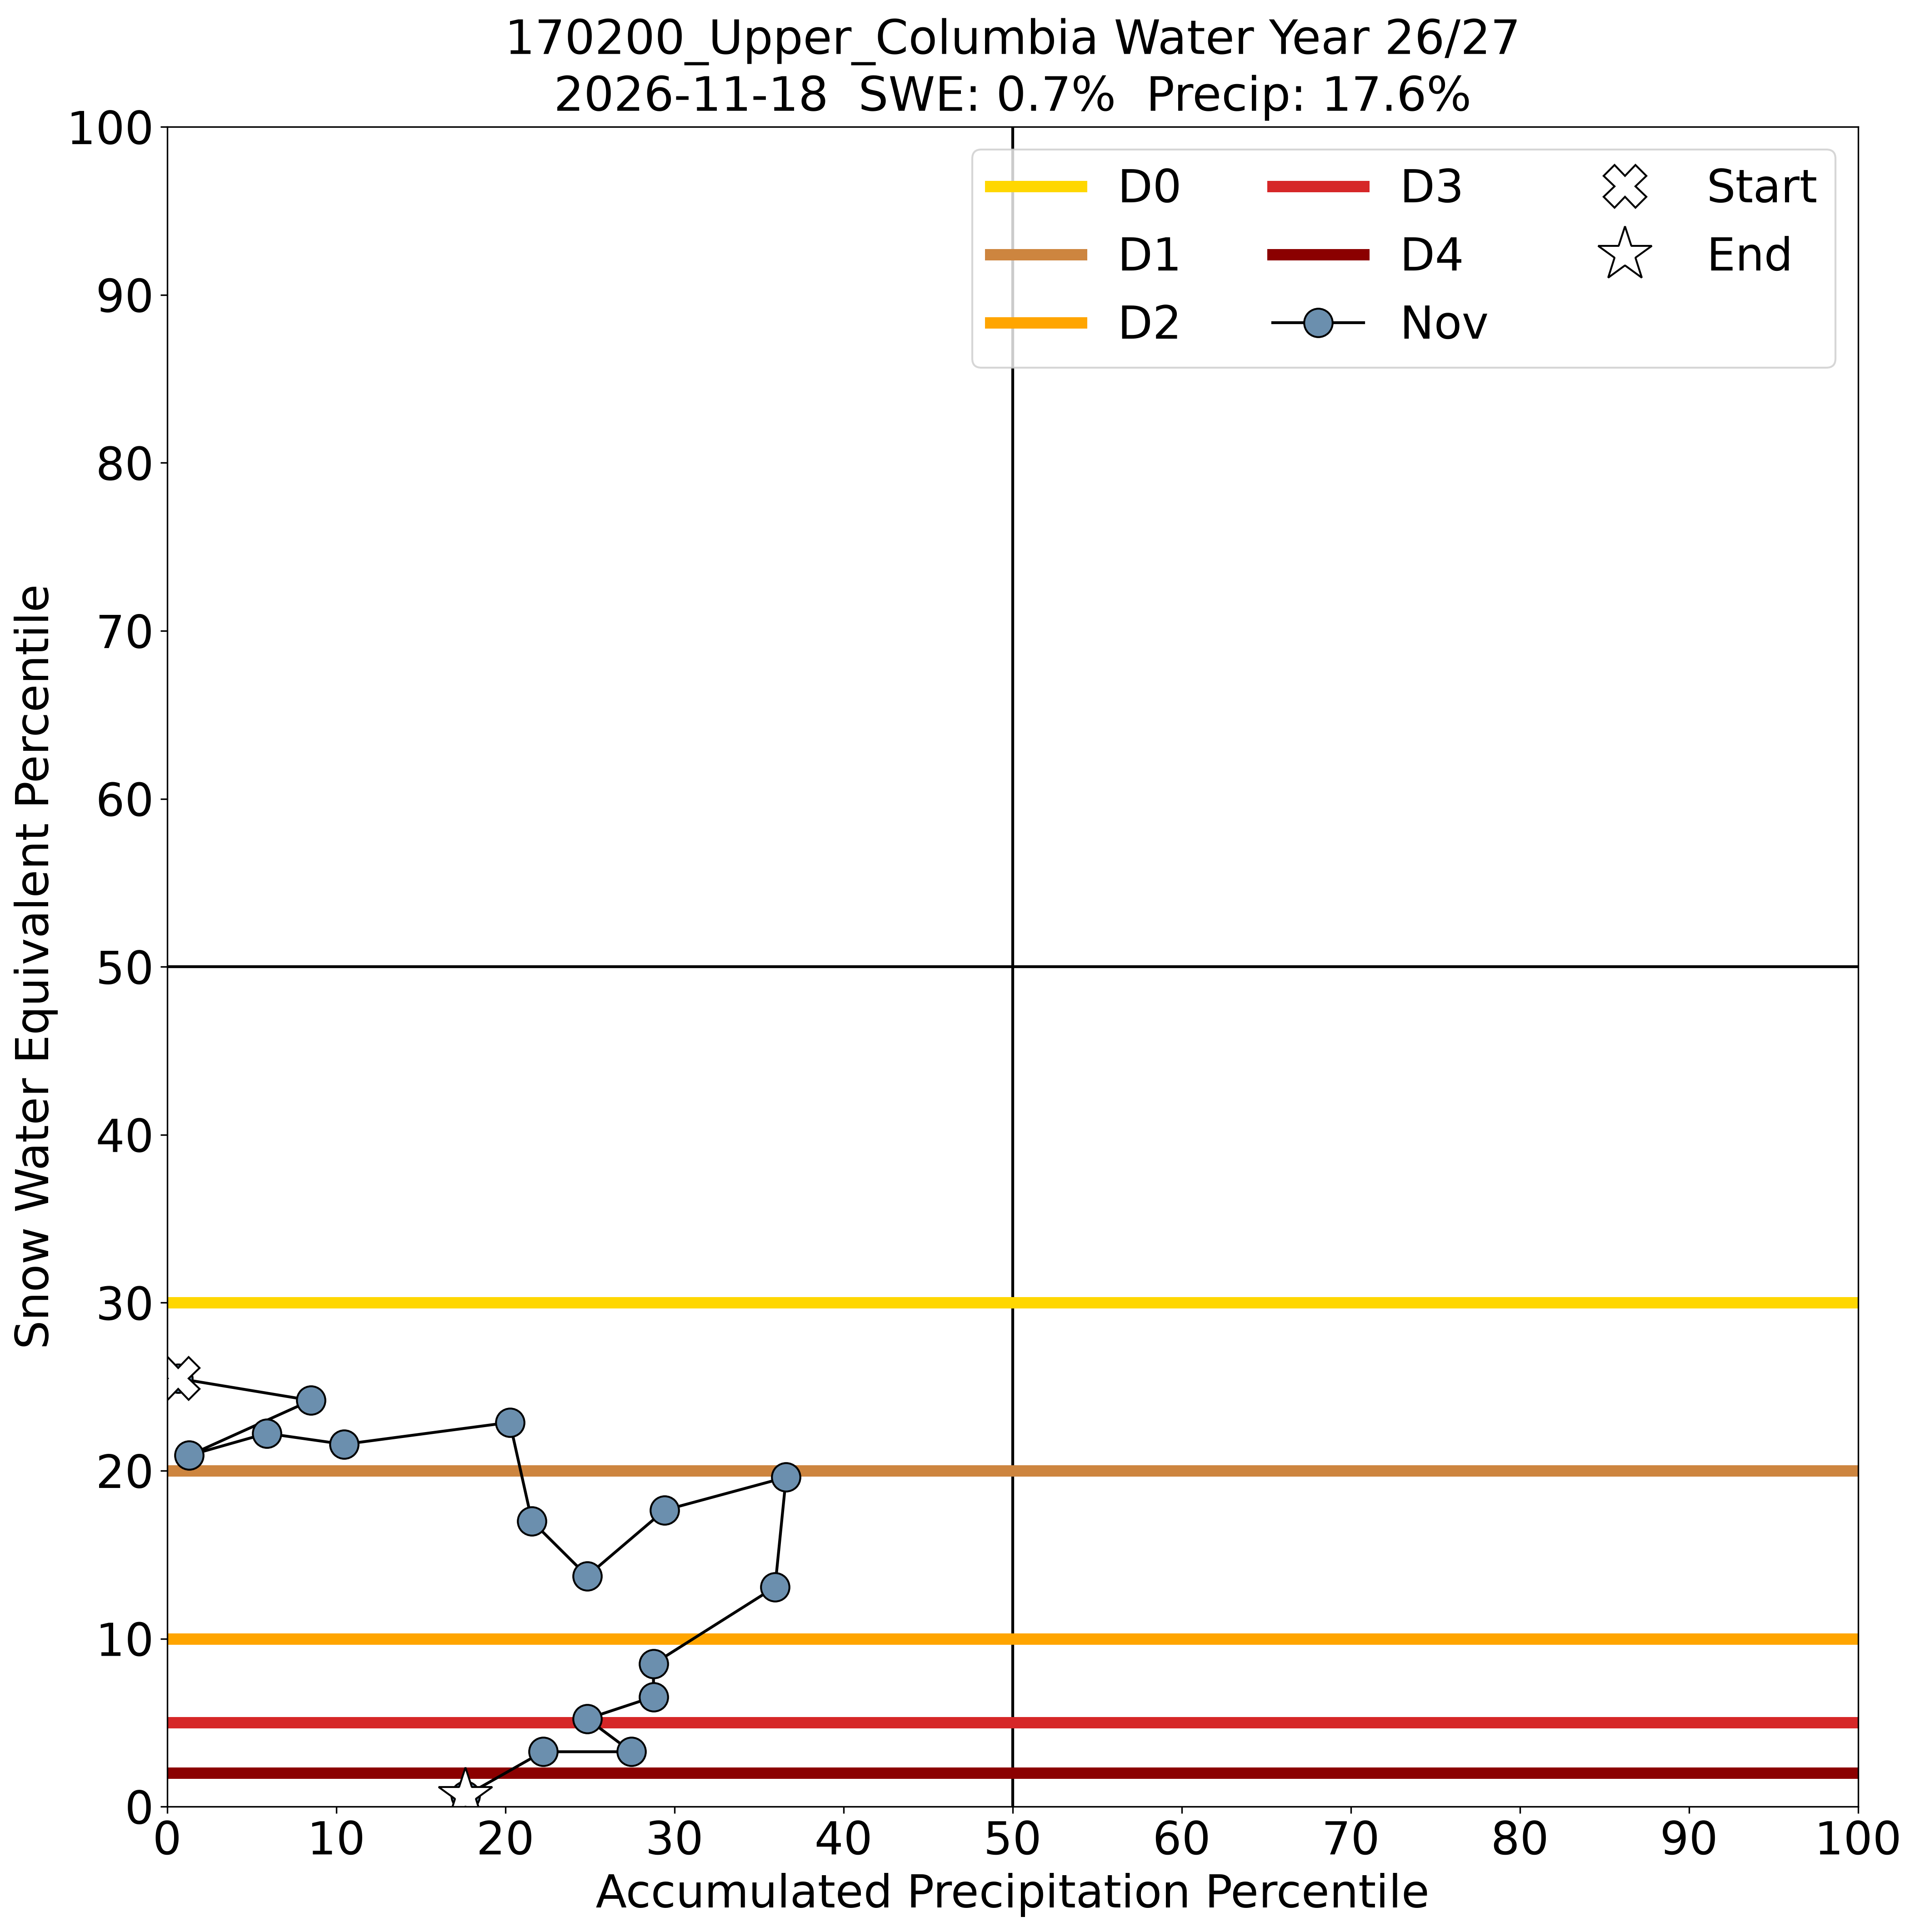 170200_Upper_Columbia Water Year 26/27
2026-11-18  SWE: 0.7%  Precip: 17.6%
D0
D1
D2
D3
D4
Nov
Start
End
Snow Water Equivalent Percentile
100
90
80
70
60
50
40
30
20
10
0
0 10 20 30 40 50 60 70 80 90 100
Accumulated Precipitation Percentile